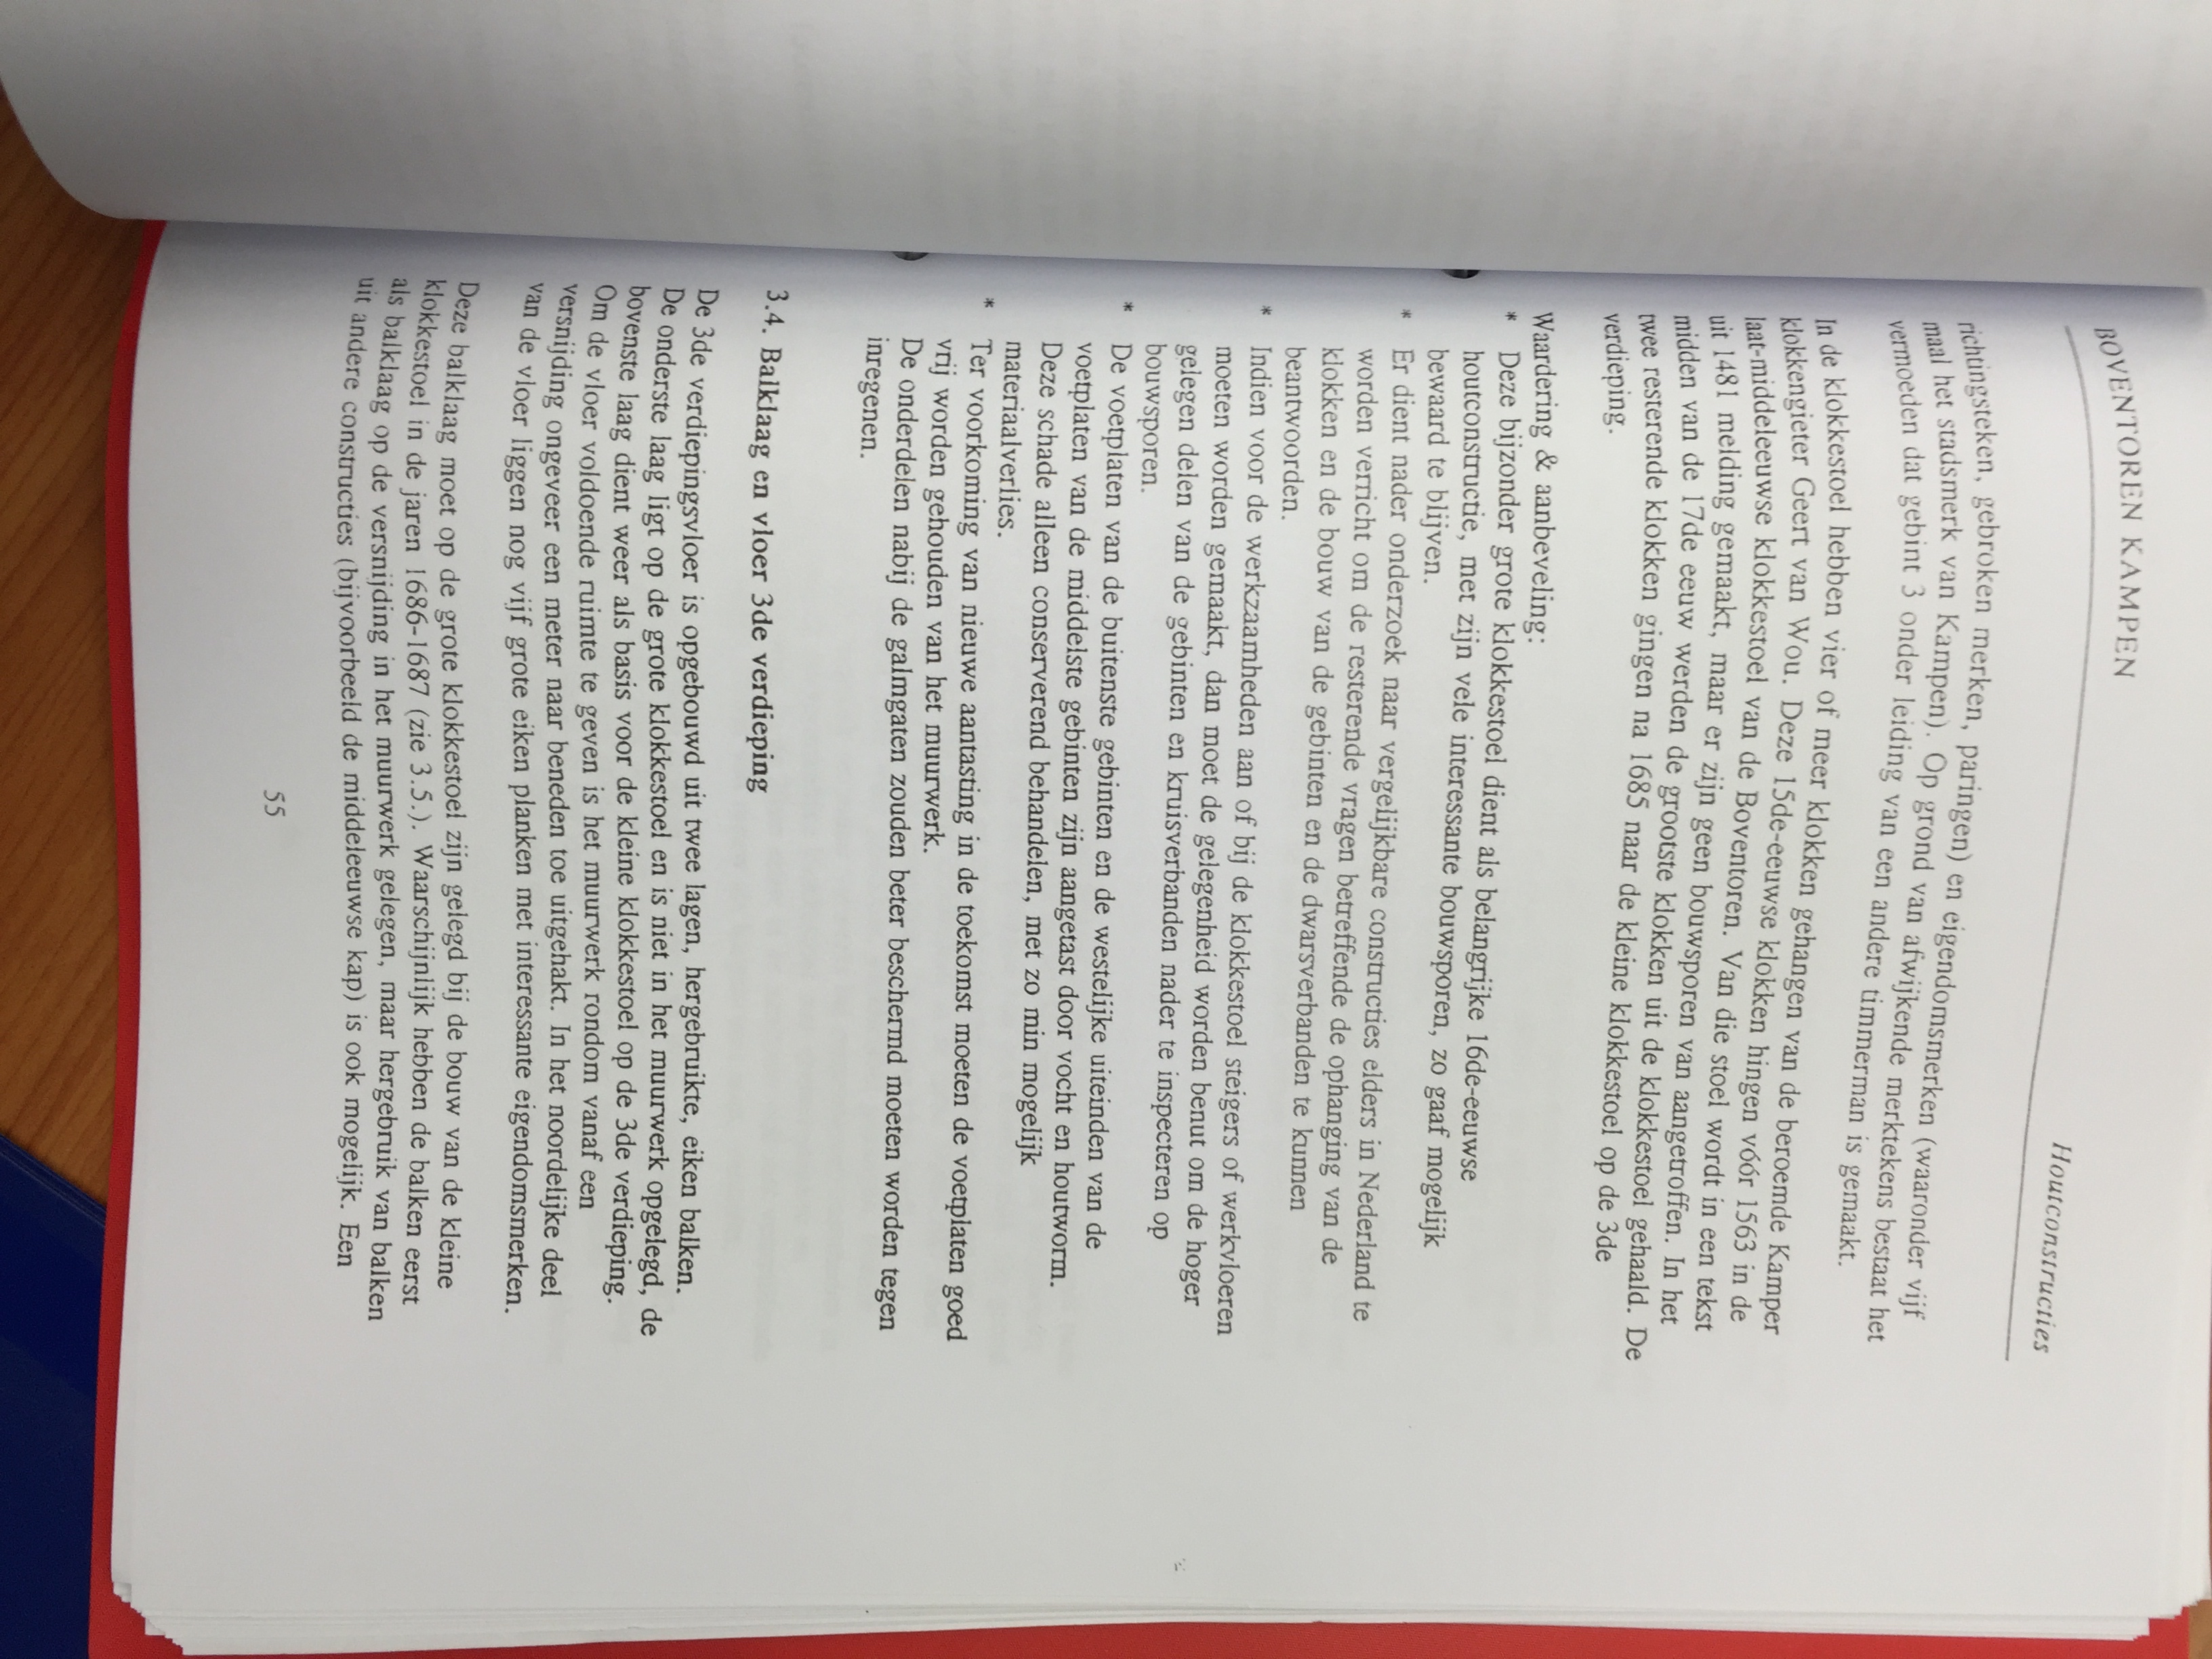 BOVENTOREN KAMPEN
Houtconstructies
richtingsteken, gebroken merken, paringen) en eigendomsmerken (waaronder vijf
maal het stadsmerk van Kampen). Op grond van afwijkende merktekens bestaat het
vermoeden dat gebint 3 onder leiding van een andere timmerman is gemaakt.
In de klokkestoel hebben vier of meer klokken gehangen van de beroemde Kamper
klokkengieter Geert van Wou. Deze 15de-eeuwse klokken hingen vóór 1563 in de
laat-middeleeuwse klokkestoel van de Boventoren. Van die stoel wordt in een tekst
uit 1481 melding gemaakt, maar er zijn geen bouwsporen van aangetroffen. In het
midden van de 17de eeuw werden de grootste klokken uit de klokkestoel gehaald. De
twee resterende klokken gingen na 1685 naar de kleine klokkestoel op de 3de
verdieping.
Waardering & aanbeveling:
* Deze bijzonder grote klokkestoel dient als belangrijke 16de-eeuwse
houtconstructie, met zijn vele interessante bouwsporen, zo gaaf mogelijk
bewaard te blijven.
* Er dient nader onderzoek naar vergelijkbare constructies elders in Nederland te
worden verricht om de resterende vragen betreffende de ophanging van de
klokken en de bouw van de gebinten en de dwarsverbanden te kunnen
beantwoorden.
* Indien voor de werkzaamheden aan of bij de klokkestoel steigers of werkvloeren
moeten worden gemaakt, dan moet de gelegenheid worden benut om de hoger
gelegen delen van de gebinten en kruisverbanden nader te inspecteren op
bouwsporen.
* De voetplaten van de buitenste gebinten en de westelijke uiteinden van de
voetplaten van de middelste gebinten zijn aangetast door vocht en houtworm.
Deze schade alleen conserverend behandelen, met zo min mogelijk
materiaalverlies.
* Ter voorkoming van nieuwe aantasting in de toekomst moeten de voetplaten goed
vrij worden gehouden van het muurwerk.
De onderdelen nabij de galmgaten zouden beter beschermd moeten worden tegen
inregenen.
3.4. Balklaag en vloer 3de verdieping
De 3de verdiepingsvloer is opgebouwd uit twee lagen, hergebruikte, eiken balken.
De onderste laag ligt op de grote klokkestoel en is niet in het muurwerk opgelegd, de
bovenste laag dient weer als basis voor de kleine klokkestoel op de 3de verdieping.
Om de vloer voldoende ruimte te geven is het muurwerk rondom vanaf een
versnijding ongeveer een meter naar beneden toe uitgehakt. In het noordelijke deel
van de vloer liggen nog vijf grote eiken planken met interessante eigendomsmerken.
Deze balklaag moet op de grote klokkestoel zijn gelegd bij de bouw van de kleine
klokkestoel in de jaren 1686-1687 (zie 3.5.). Waarschijnlijk hebben de balken eerst
als balklaag op de versnijding in het muurwerk gelegen, maar hergebruik van balken
uit andere constructies (bijvoorbeeld de middeleeuwse kap) is ook mogelijk. Een
55